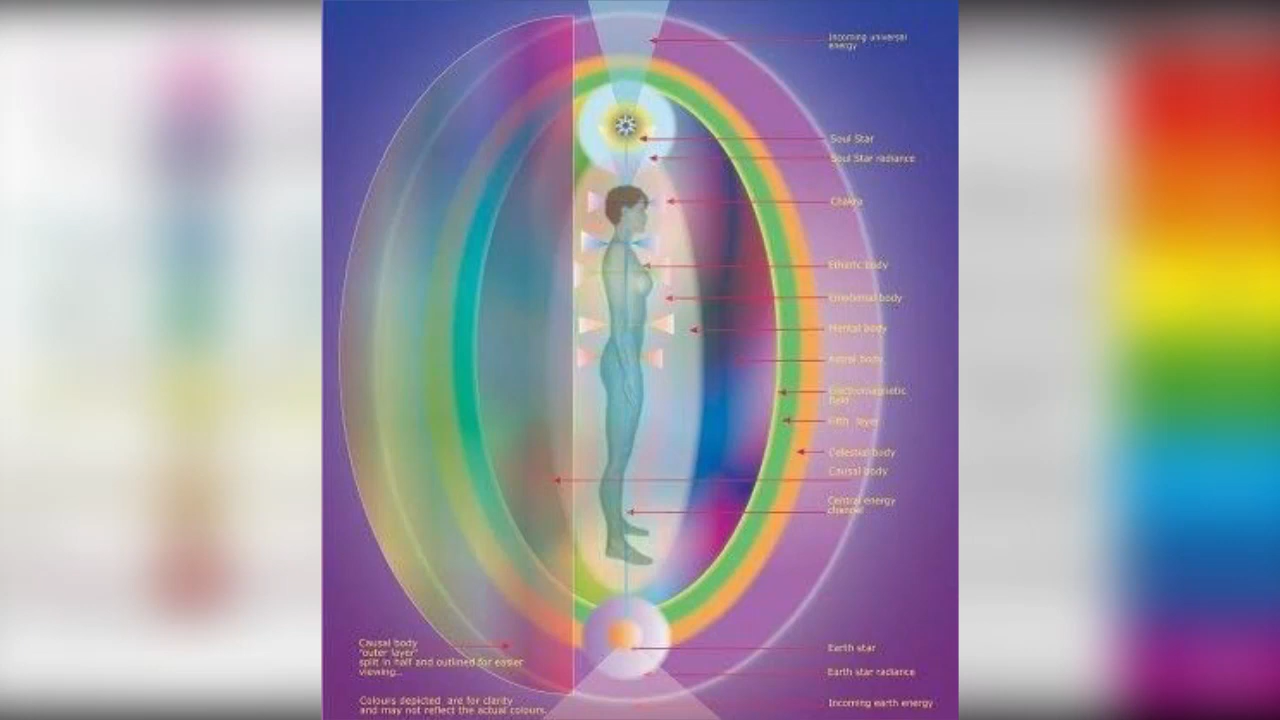 Incoming universal
energy
Soul Star
Soul Star radiance
Chakra
Etheric body
Emotional body
Mental body
Astral body
Electromagnetic
field
Fifth layer
Celestial body
Causal body
Central energy
channel
Causal body
"outer layer"
split in half and outlined for easier
viewing...
Earth star
Earth star radiance
Colours depicted are for clarity
and may not reflect the actual colours.
Incoming earth energy